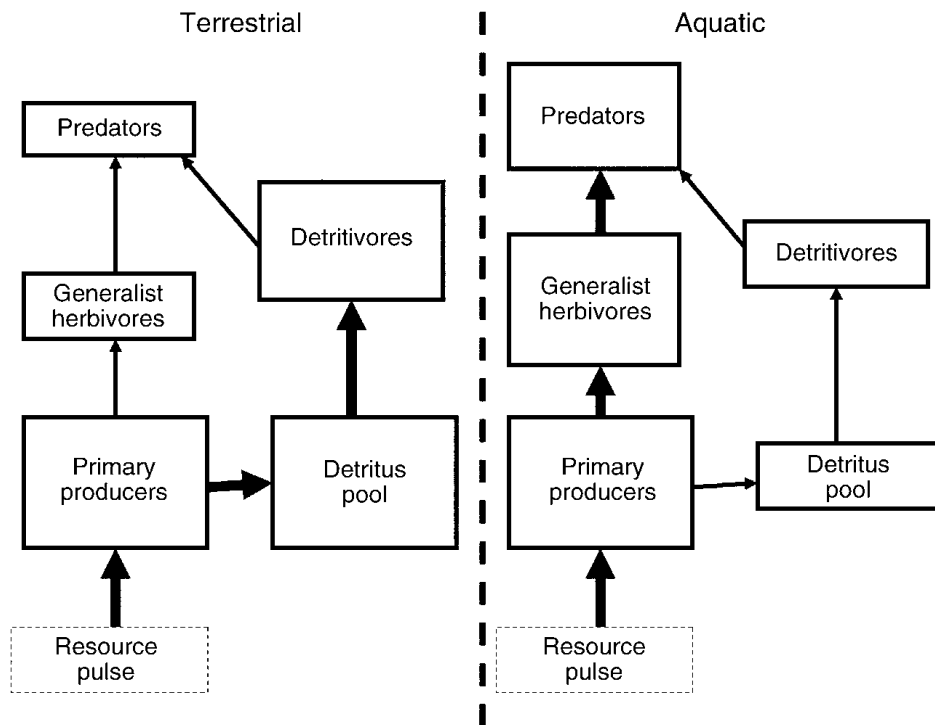 Terrestrial
Predators
Detritivores
Generalist
herbivores
Primary
producers
Detritus
pool
Resource
pulse
Aquatic
Predators
Detritivores
Generalist
herbivores
Primary
producers
Detritus
pool
Resource
pulse